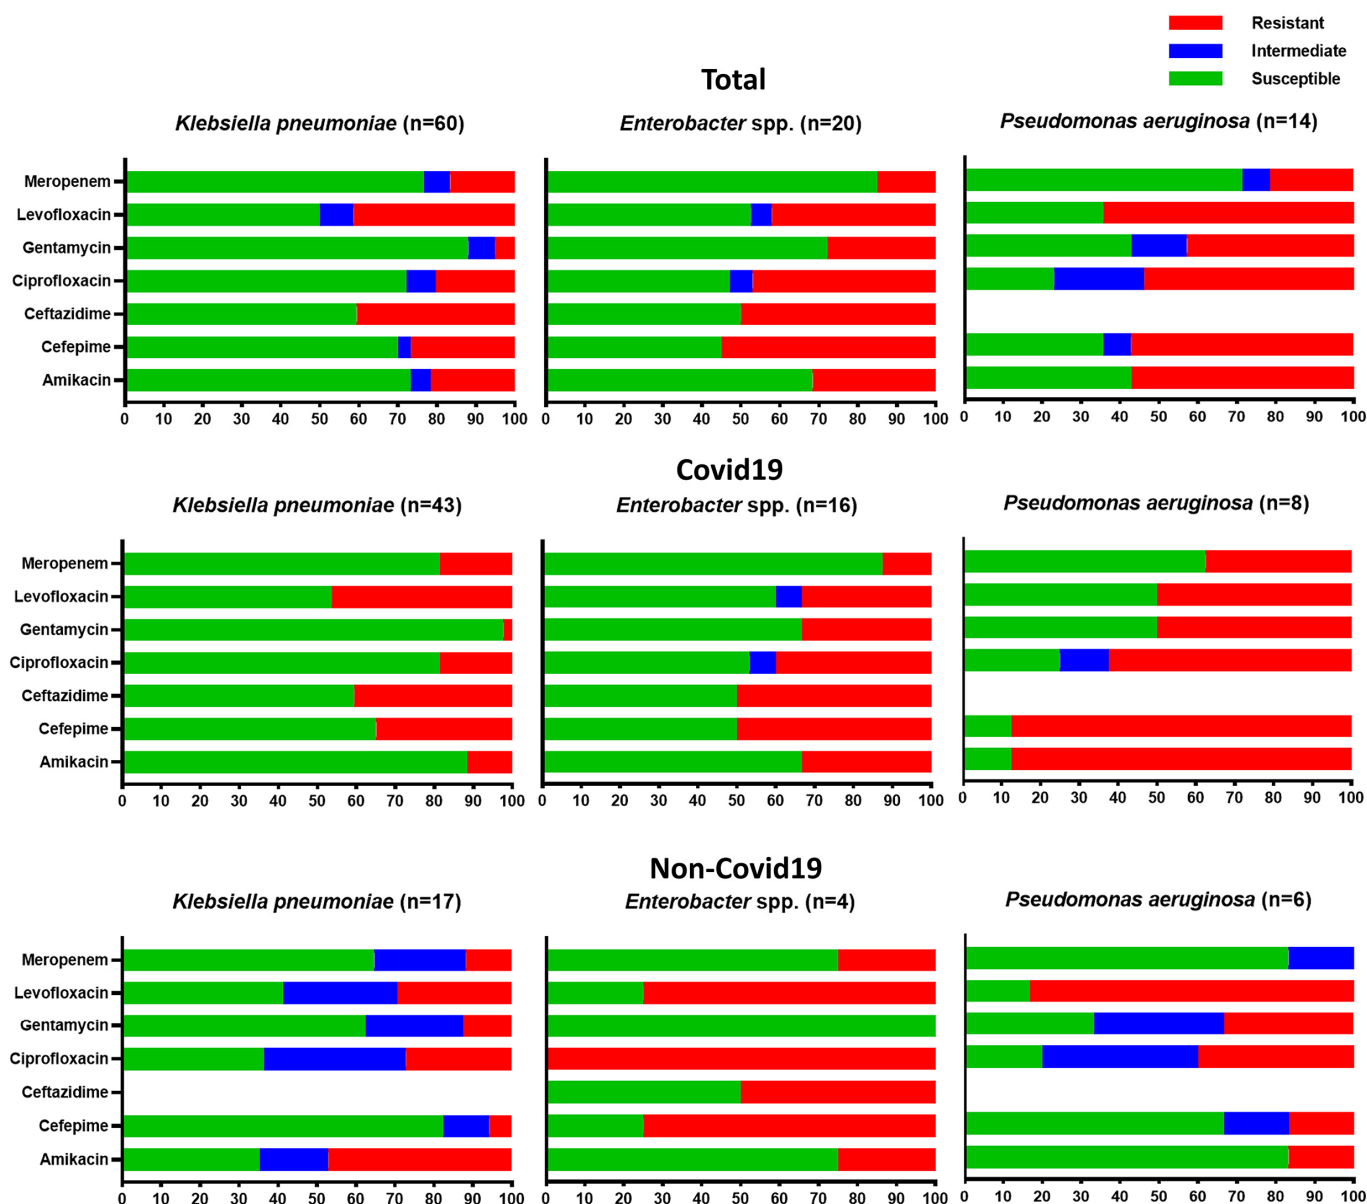 Resistant
Intermediate
Susceptible
Total
Klebsiella pneumoniae (n=60)
Enterobacter spp. (n=20)
Pseudomonas aeruginosa (n=14)
Meropenem
Levofloxacin
Gentamycin
Ciprofloxacin
Ceftazidime
Cefepime
Amikacin
0 10 20 30 40 50 60 70 80 90 100
0 10 20 30 40 50 60 70 80 90 100
0 10 20 30 40 50 60 70 80 90 100
Covid19
Klebsiella pneumoniae (n=43)
Enterobacter spp. (n=16)
Pseudomonas aeruginosa (n=8)
Meropenem
Levofloxacin
Gentamycin
Ciprofloxacin
Ceftazidime
Cefepime
Amikacin
0 10 20 30 40 50 60 70 80 90 100
0 10 20 30 40 50 60 70 80 90 100
0 10 20 30 40 50 60 70 80 90 100
Non-Covid19
Klebsiella pneumoniae (n=17)
Enterobacter spp. (n=4)
Pseudomonas aeruginosa (n=6)
Meropenem
Levofloxacin
Gentamycin
Ciprofloxacin
Ceftazidime
Cefepime
Amikacin
0 10 20 30 40 50 60 70 80 90 100
0 10 20 30 40 50 60 70 80 90 100
0 10 20 30 40 50 60 70 80 90 100